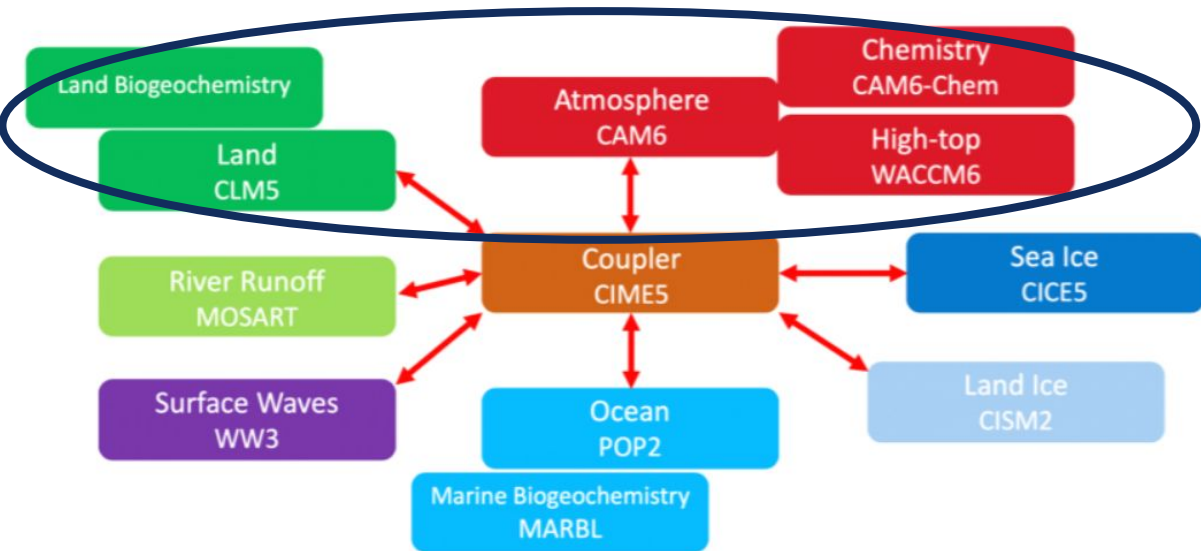 Land Biogeochemistry
Land
CLM5
Atmosphere
CAM6
Chemistry
CAM6-Chem
High-top
WACCM6
River Runoff
MOSART
Coupler
CIME5
Sea Ice
CICE5
Surface Waves
WW3
Ocean
POP2
Land Ice
CISM2
Marine Biogeochemistry
MARBL